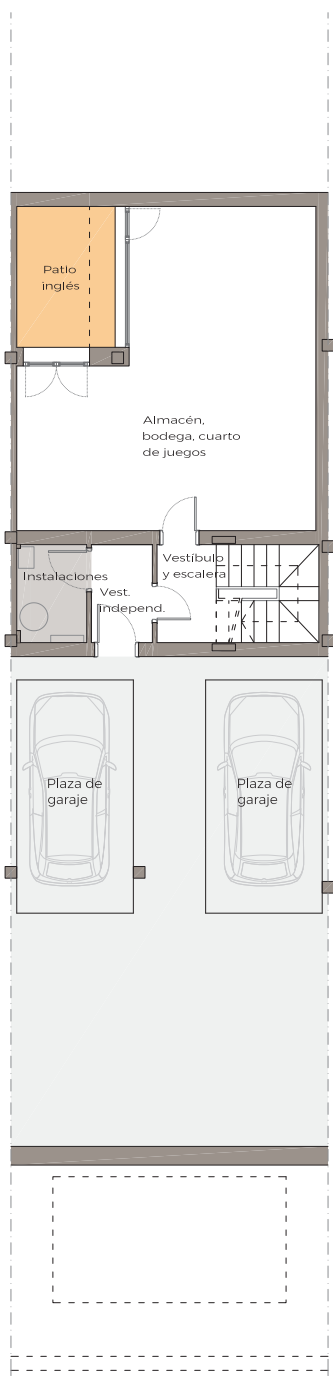 Patio
inglés
Almacén,
bodega, cuarto
de juegos
Vestíbulo
y escalera
Instalaciones
Vest.
independ.
Plaza de
garaje
Plaza de
garaje